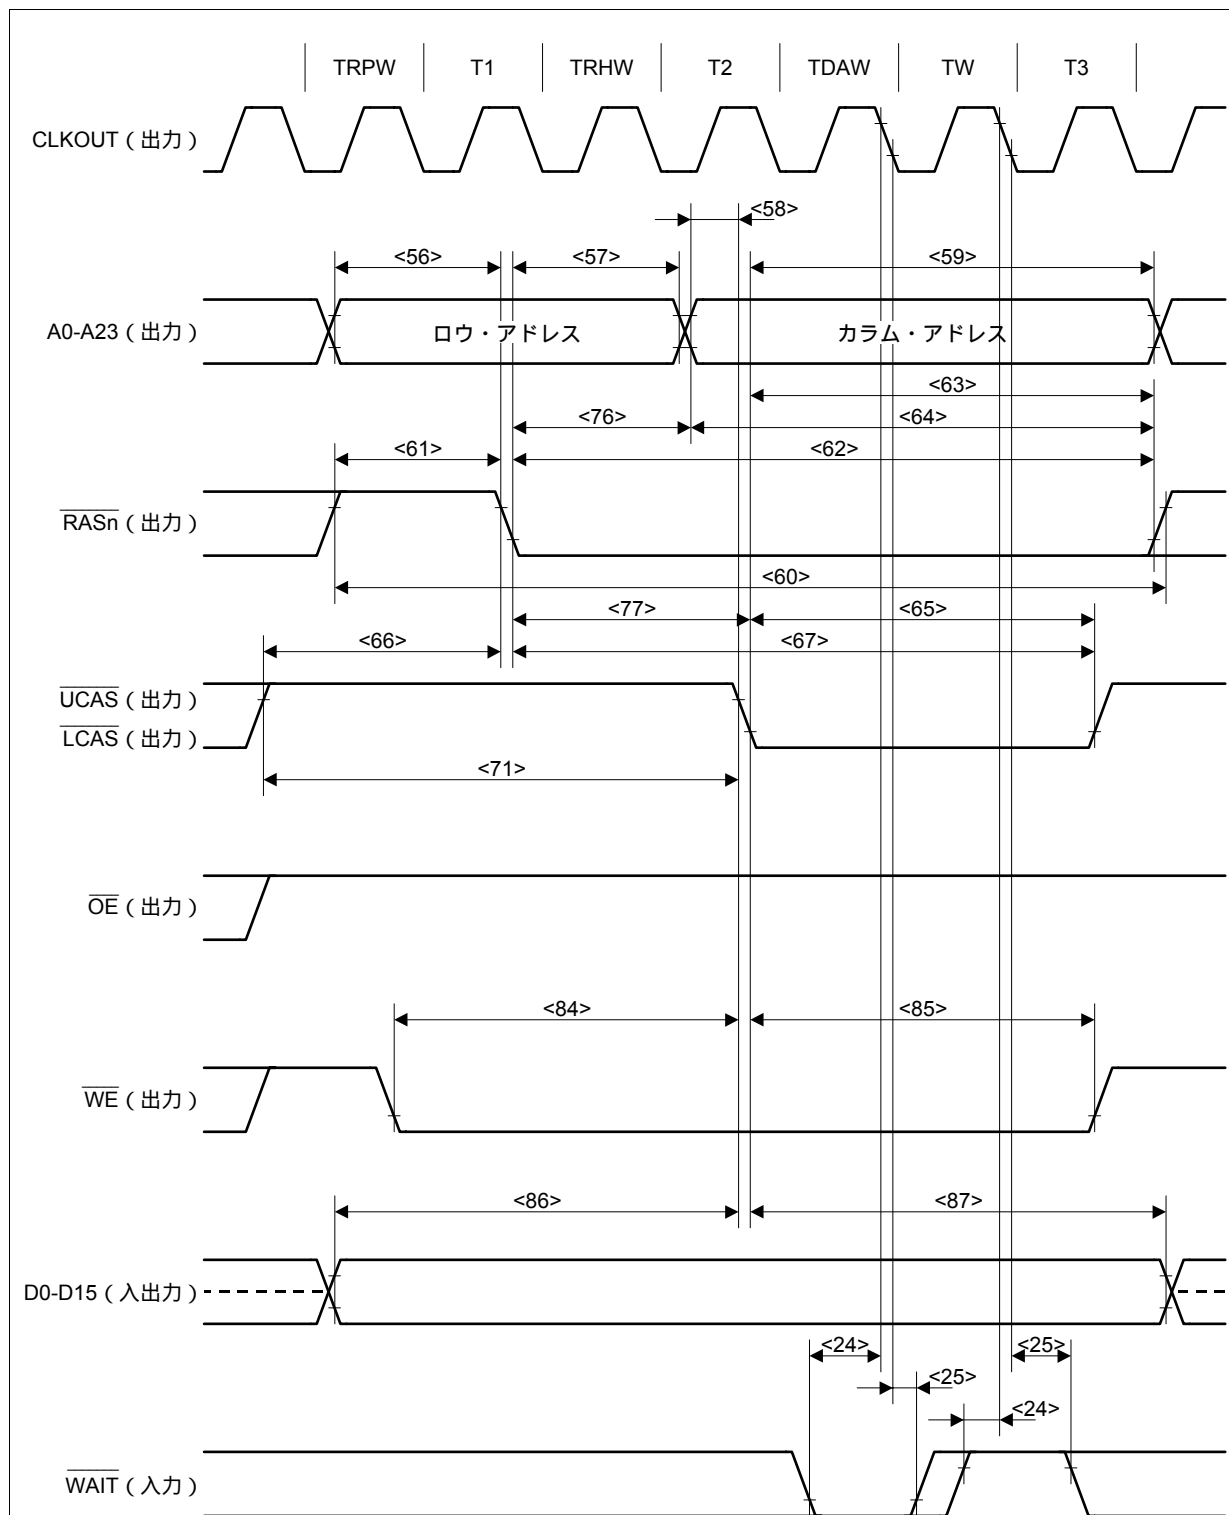 TRPW T1 TRHW T2 TDAW TW T3
CLKOUT（出力）
<58>
<56> <57> <59>
A0-A23（出力） ロウ・アドレス カラム・アドレス
<63>
<76> <64>
<61> <62>
RASn（出力）
<60>
<77> <65>
<66> <67>
UCAS（出力）
LCAS（出力）
<71>
OE（出力）
<84> <85>
WE（出力）
<86> <87>
D0-D15（入出力）
<24> <25>
<25>
<24>
WAIT（入力）